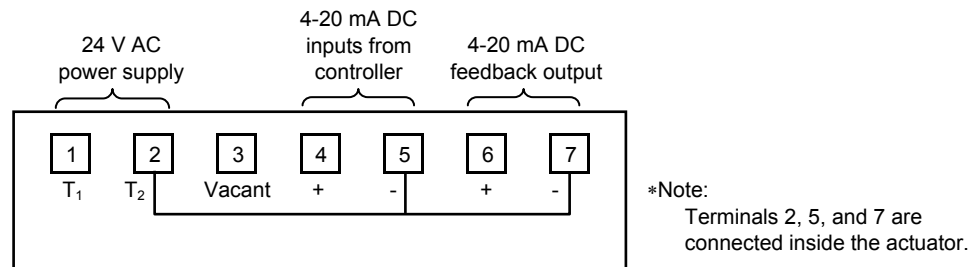 24 V AC
power supply
4-20 mA DC
inputs from
controller
4-20 mA DC
feedback output
1 2 3 4 5 6 7
T₁ T₂ Vacant + - + -
∗Note:
Terminals 2, 5, and 7 are
connected inside the actuator.